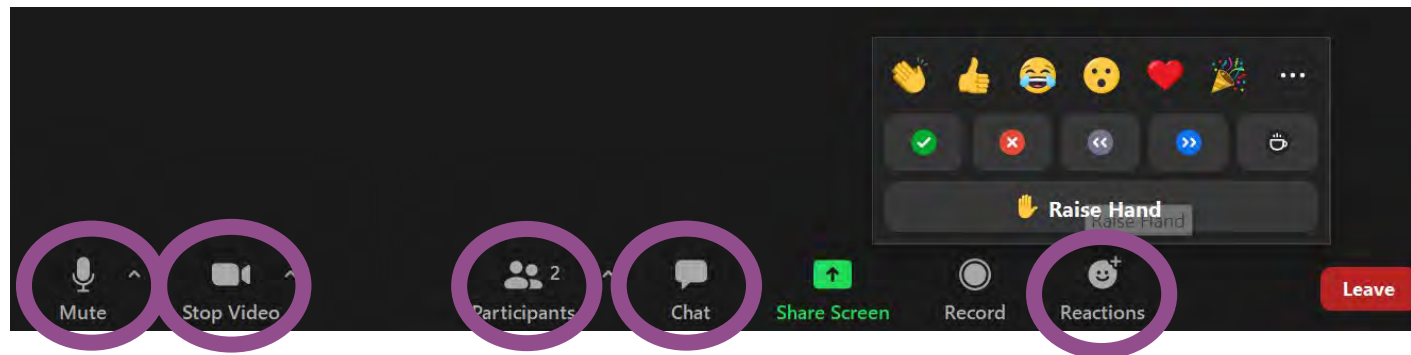 Raise Hand
Raise Hand
2
Mute
Stop Video
Participants
Chat
Share Screen
Record
Reactions
Leave